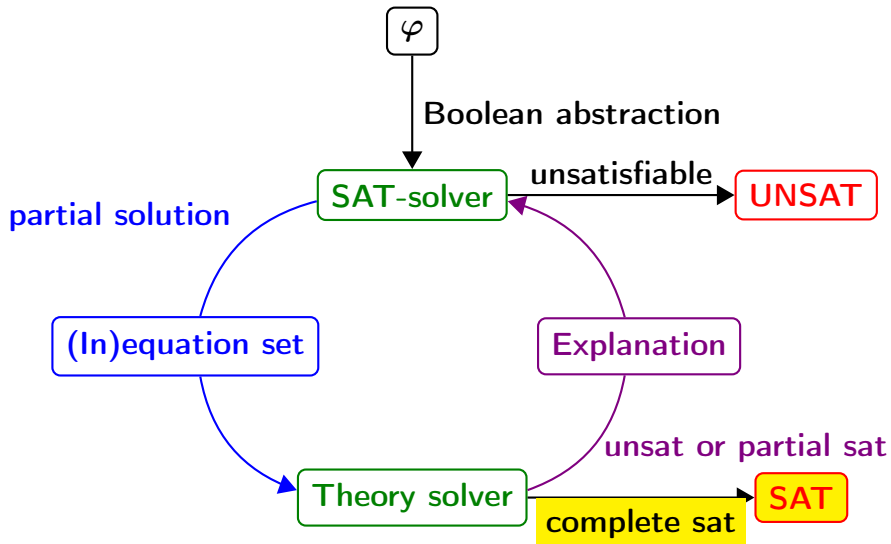 φ
Boolean abstraction
SAT-solver
unsatisfiable
UNSAT
partial solution
(In)equation set
Explanation
unsat or partial sat
Theory solver
complete sat
SAT